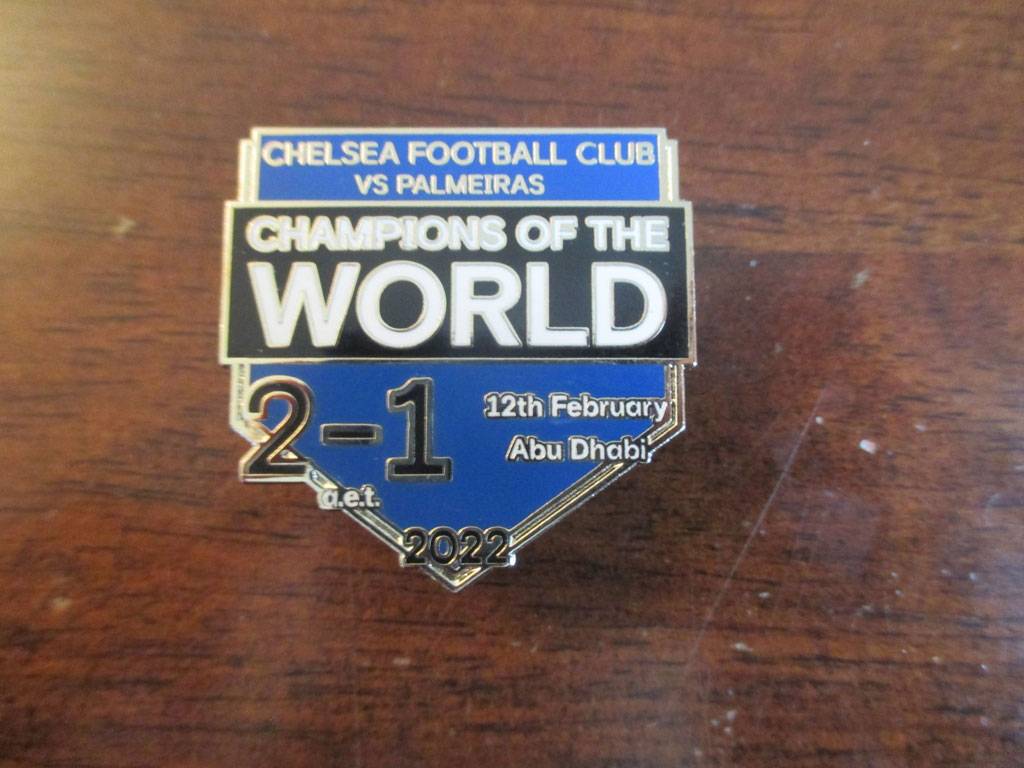 CHELSEA FOOTBALL CLUB
VS PALMEIRAS
CHAMPIONS OF THE
WORLD
2-1
12th February
Abu Dhabi
a.e.t.
2022